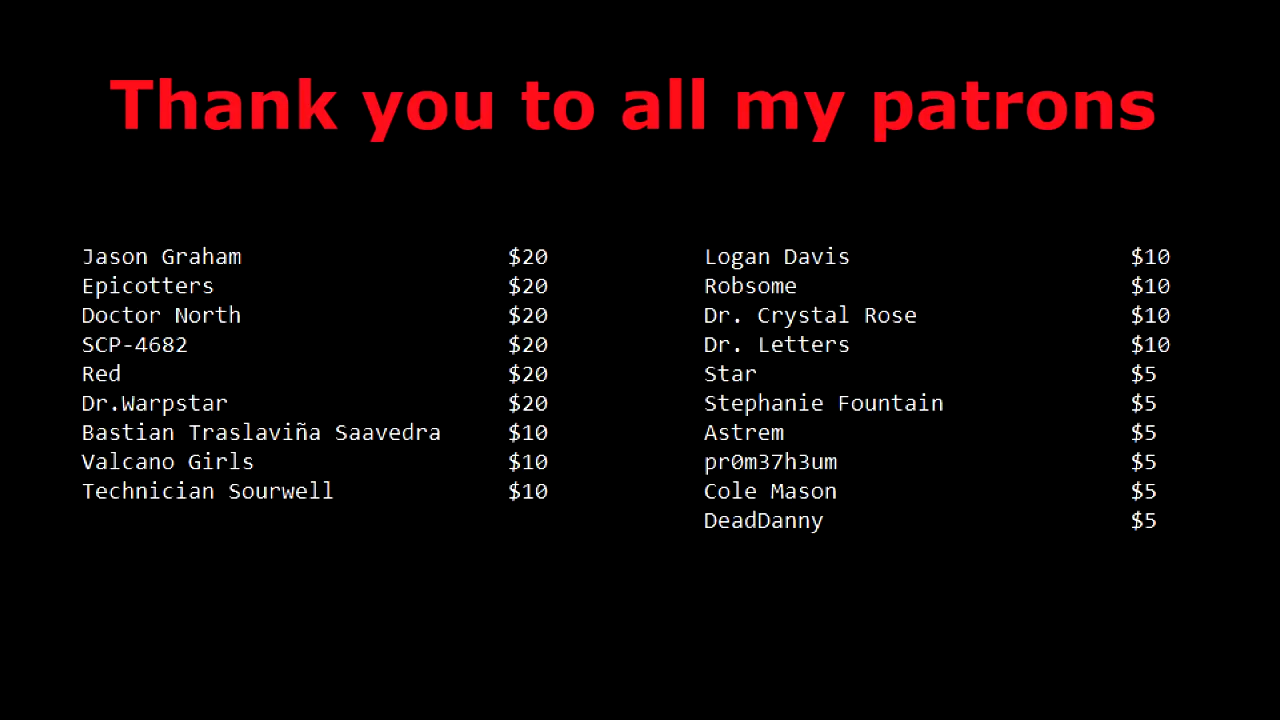 Thank you to all my patrons
Jason Graham $20
Epicotters $20
Doctor North $20
SCP-4682 $20
Red $20
Dr.Warpstar $20
Bastian Traslaviña Saavedra $10
Valcano Girls $10
Technician Sourwell $10
Logan Davis $10
Robsome $10
Dr. Crystal Rose $10
Dr. Letters $10
Star $5
Stephanie Fountain $5
Astrem $5
pr0m37h3um $5
Cole Mason $5
DeadDanny $5